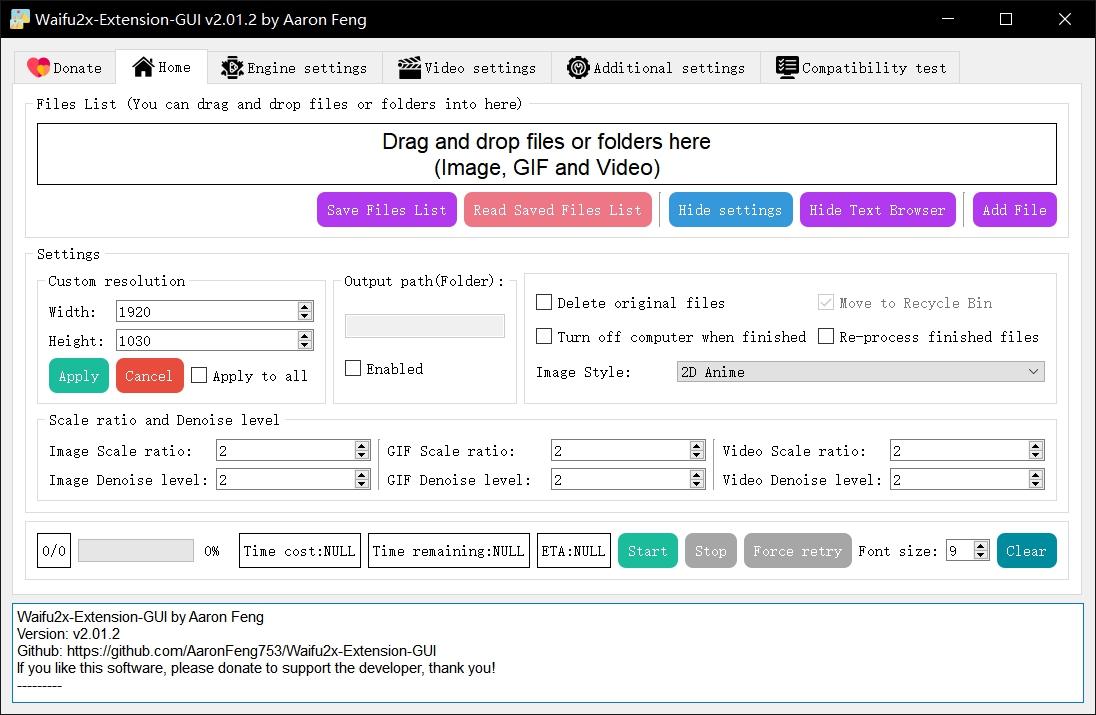 Waifu2x-Extension-GUI v2.01.2 by Aaron Feng
Donate Home Engine settings Video settings Additional settings Compatibility test
Files List (You can drag and drop files or folders into here)
Drag and drop files or folders here
(Image, GIF and Video)
Save Files List Read Saved Files List Hide settings Hide Text Browser Add File
Settings
Custom resolution
Width: 1920
Height: 1030
Apply Cancel Apply to all
Output path(Folder):
Enabled
Delete original files Move to Recycle Bin
Turn off computer when finished Re-process finished files
Image Style: 2D Anime
Scale ratio and Denoise level
Image Scale ratio: 2 GIF Scale ratio: 2 Video Scale ratio: 2
Image Denoise level: 2 GIF Denoise level: 2 Video Denoise level: 2
0/0 0% Time cost:NULL Time remaining:NULL ETA:NULL Start Stop Force retry Font size: 9 Clear
Waifu2x-Extension-GUI by Aaron Feng
Version: v2.01.2
Github: https://github.com/AaronFeng753/Waifu2x-Extension-GUI
If you like this software, please donate to support the developer, thank you!
---------